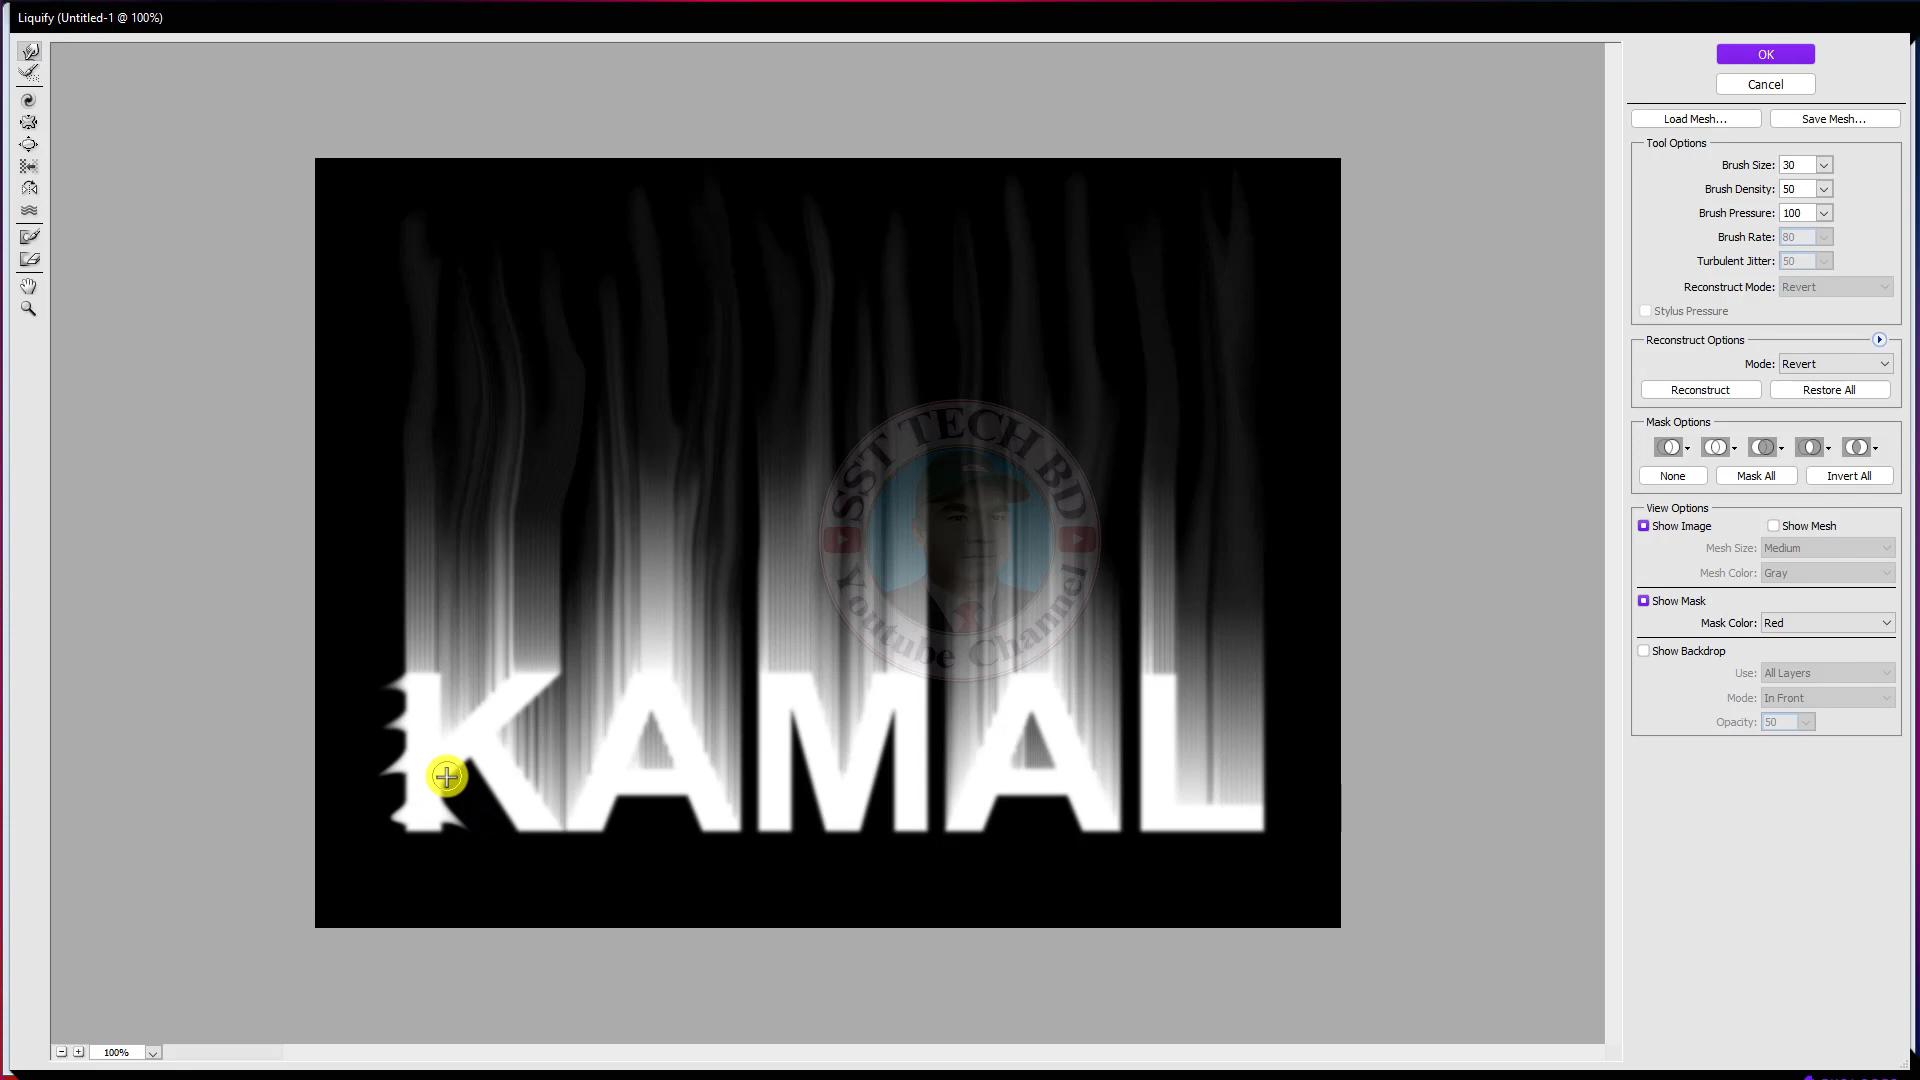 Liquify (Untitled-1 @ 100%)
OK
Cancel
Load Mesh...
Save Mesh...
Tool Options
Brush Size: 30
Brush Density: 50
Brush Pressure: 100
Brush Rate: 80
Turbulent Jitter: 50
Reconstruct Mode: Revert
Stylus Pressure
Reconstruct Options
Mode: Revert
Reconstruct
Restore All
Mask Options
None
Mask All
Invert All
View Options
Show Image
Show Mesh
Mesh Size: Medium
Mesh Color: Gray
Show Mask
Mask Color: Red
Show Backdrop
Use: All Layers
Mode: In Front
Opacity: 50
SST TECH BD
Youtube Channel
KAMAL
100%